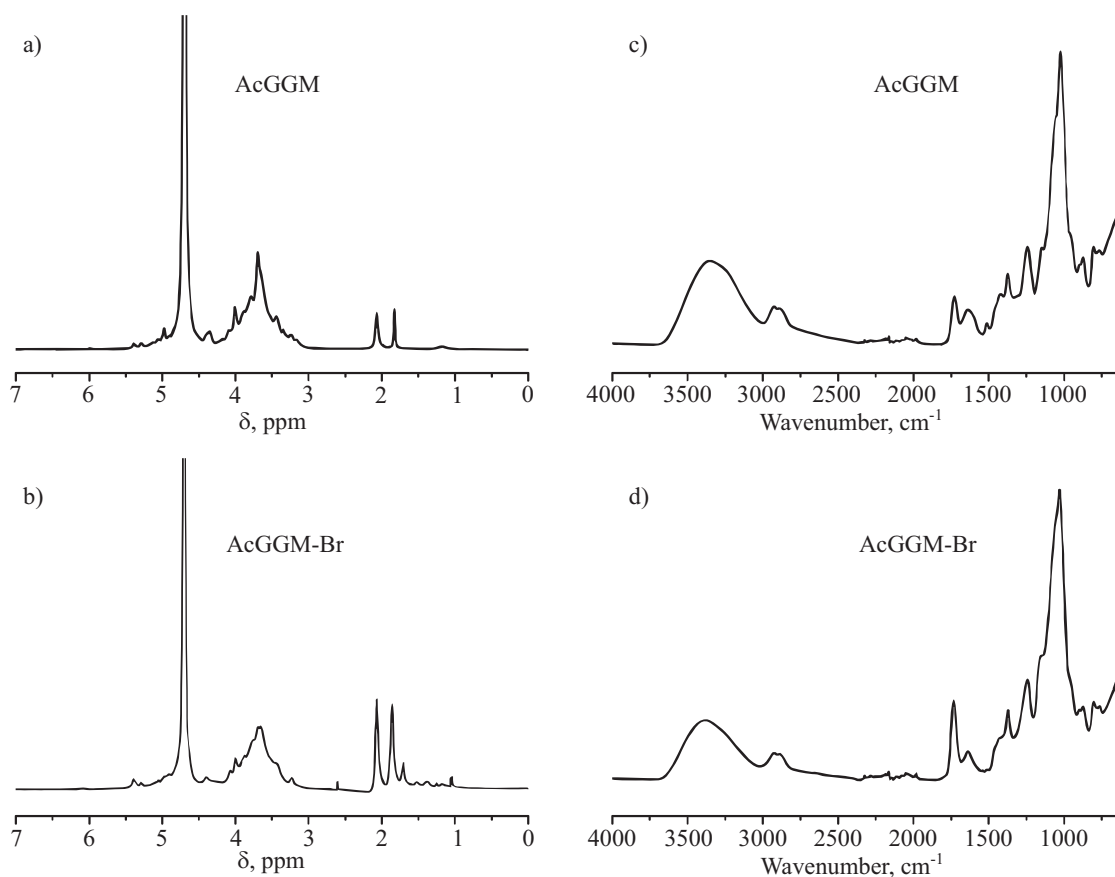 a)
AcGGM
7 6 5 4 3 2 1 0
δ, ppm
c)
AcGGM
4000 3500 3000 2500 2000 1500 1000
Wavenumber, cm⁻¹
b)
AcGGM-Br
7 6 5 4 3 2 1 0
δ, ppm
d)
AcGGM-Br
4000 3500 3000 2500 2000 1500 1000
Wavenumber, cm⁻¹